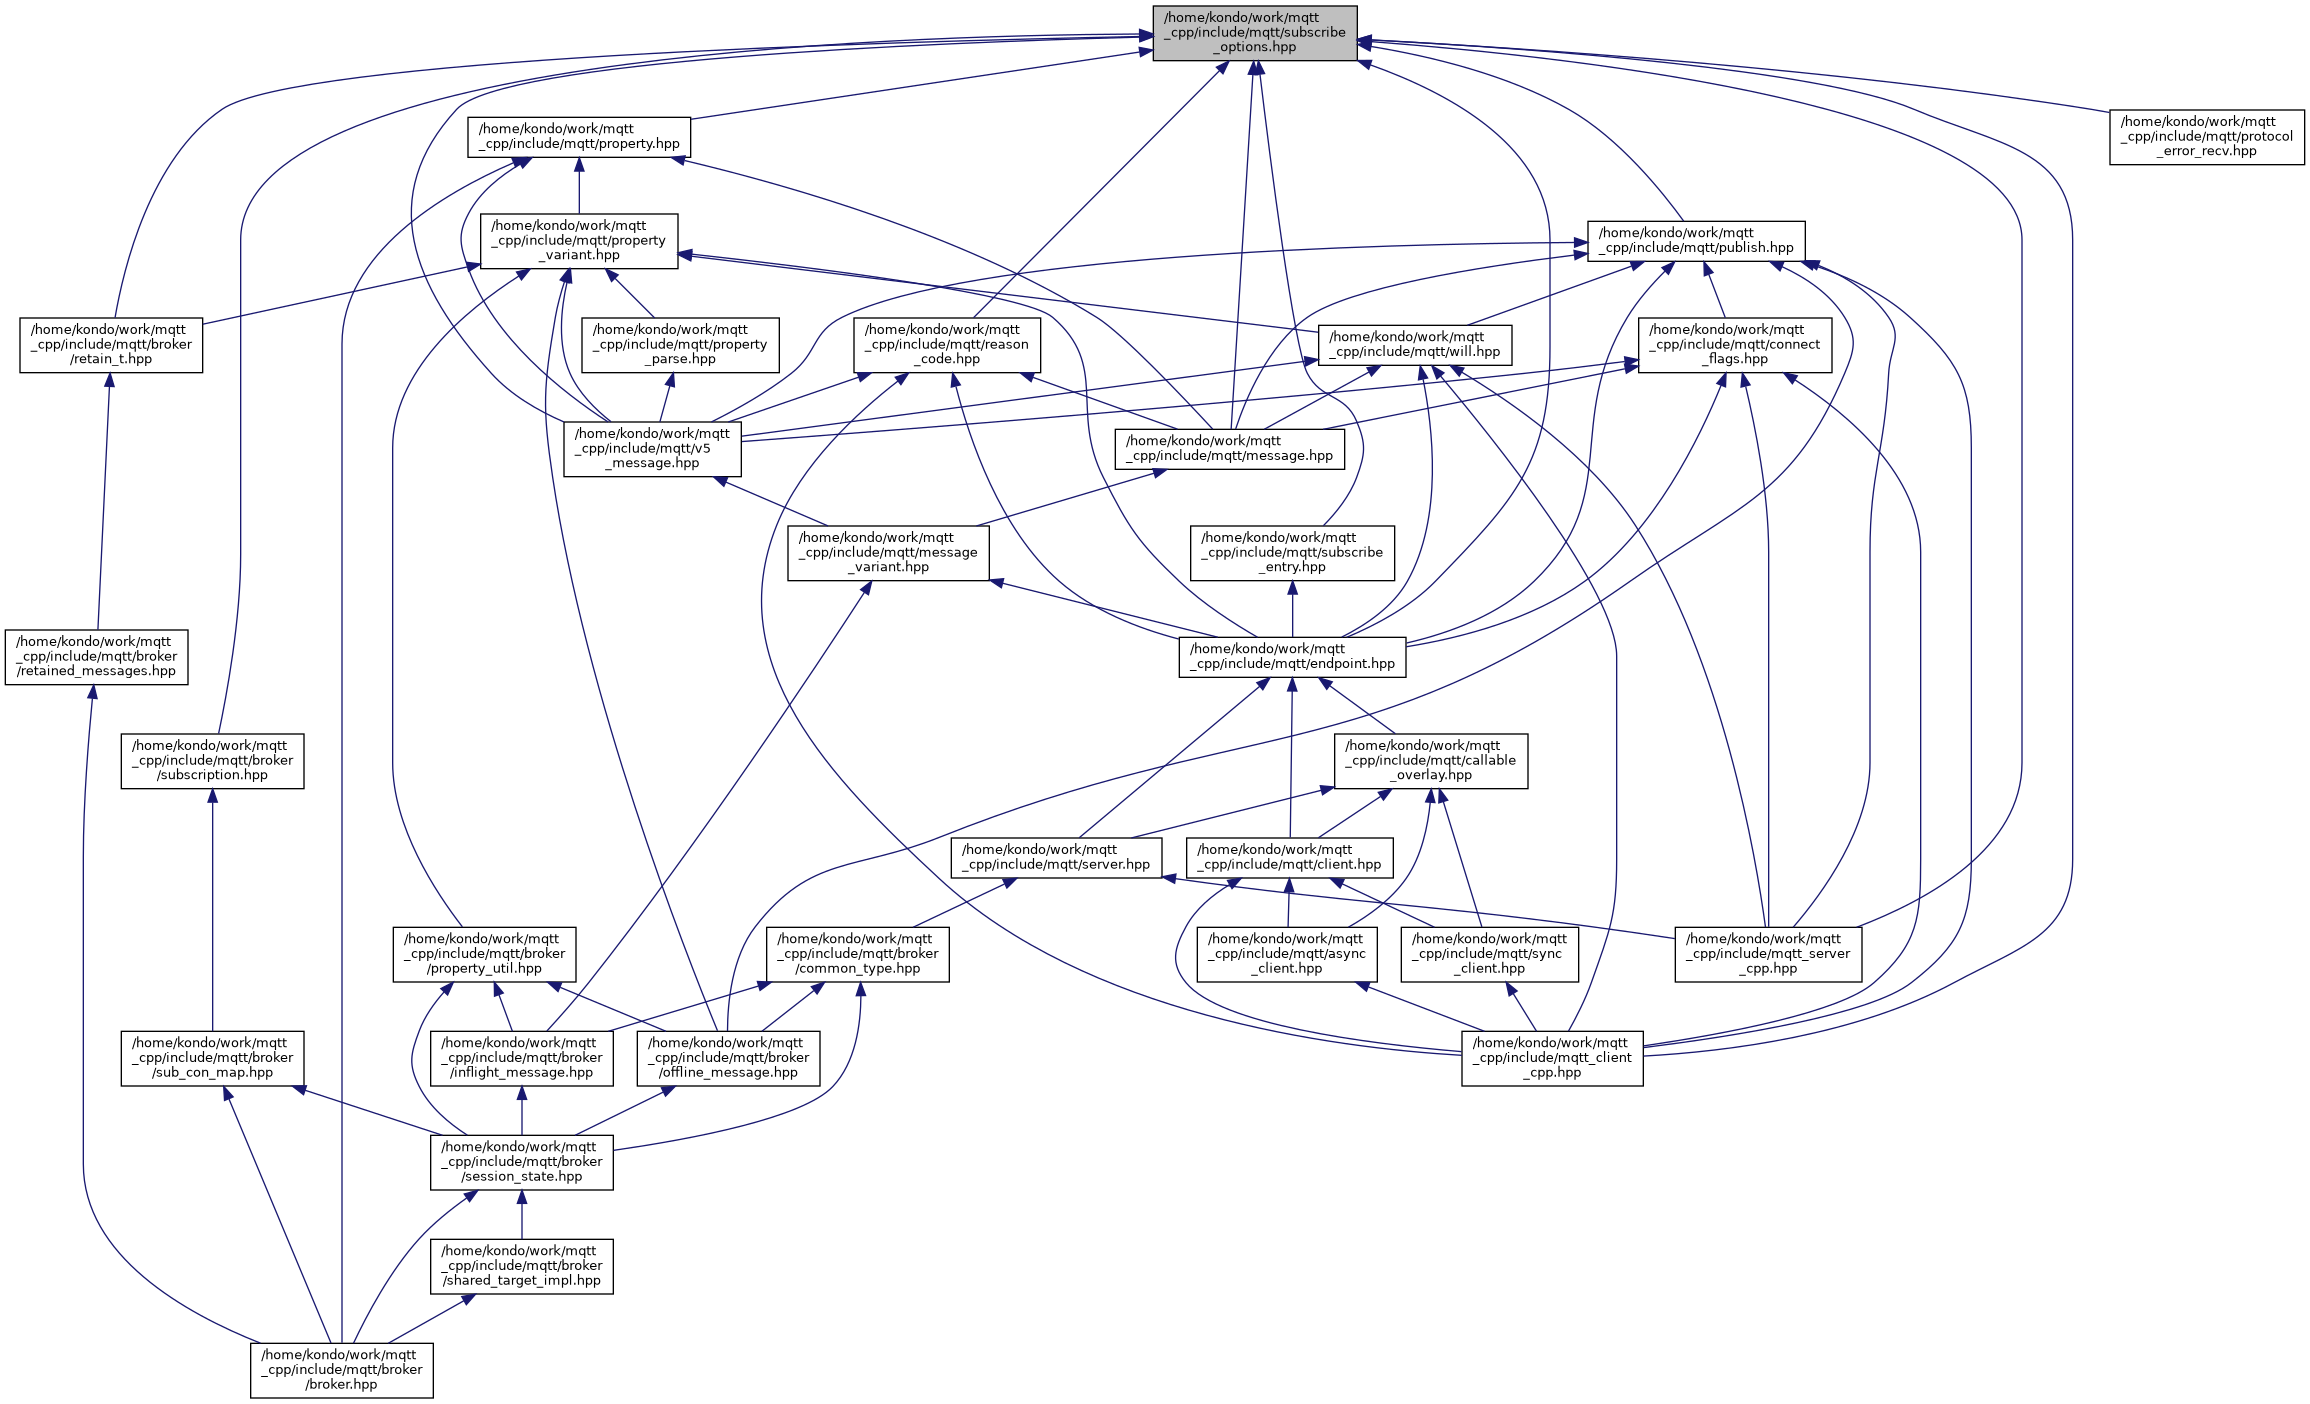 /home/kondo/work/mqtt
_cpp/include/mqtt/subscribe
_options.hpp
/home/kondo/work/mqtt
_cpp/include/mqtt/protocol
_error_recv.hpp
/home/kondo/work/mqtt
_cpp/include/mqtt/property.hpp
/home/kondo/work/mqtt
_cpp/include/mqtt/property
_variant.hpp
/home/kondo/work/mqtt
_cpp/include/mqtt/publish.hpp
/home/kondo/work/mqtt
_cpp/include/mqtt/broker
/retain_t.hpp
/home/kondo/work/mqtt
_cpp/include/mqtt/property
_parse.hpp
/home/kondo/work/mqtt
_cpp/include/mqtt/reason
_code.hpp
/home/kondo/work/mqtt
_cpp/include/mqtt/will.hpp
/home/kondo/work/mqtt
_cpp/include/mqtt/connect
_flags.hpp
/home/kondo/work/mqtt
_cpp/include/mqtt/v5
_message.hpp
/home/kondo/work/mqtt
_cpp/include/mqtt/message.hpp
/home/kondo/work/mqtt
_cpp/include/mqtt/message
_variant.hpp
/home/kondo/work/mqtt
_cpp/include/mqtt/subscribe
_entry.hpp
/home/kondo/work/mqtt
_cpp/include/mqtt/broker
/retained_messages.hpp
/home/kondo/work/mqtt
_cpp/include/mqtt/endpoint.hpp
/home/kondo/work/mqtt
_cpp/include/mqtt/broker
/subscription.hpp
/home/kondo/work/mqtt
_cpp/include/mqtt/callable
_overlay.hpp
/home/kondo/work/mqtt
_cpp/include/mqtt/server.hpp
/home/kondo/work/mqtt
_cpp/include/mqtt/client.hpp
/home/kondo/work/mqtt
_cpp/include/mqtt/broker
/property_util.hpp
/home/kondo/work/mqtt
_cpp/include/mqtt/broker
/common_type.hpp
/home/kondo/work/mqtt
_cpp/include/mqtt/async
_client.hpp
/home/kondo/work/mqtt
_cpp/include/mqtt/sync
_client.hpp
/home/kondo/work/mqtt
_cpp/include/mqtt_server
_cpp.hpp
/home/kondo/work/mqtt
_cpp/include/mqtt/broker
/sub_con_map.hpp
/home/kondo/work/mqtt
_cpp/include/mqtt/broker
/inflight_message.hpp
/home/kondo/work/mqtt
_cpp/include/mqtt/broker
/offline_message.hpp
/home/kondo/work/mqtt
_cpp/include/mqtt_client
_cpp.hpp
/home/kondo/work/mqtt
_cpp/include/mqtt/broker
/session_state.hpp
/home/kondo/work/mqtt
_cpp/include/mqtt/broker
/shared_target_impl.hpp
/home/kondo/work/mqtt
_cpp/include/mqtt/broker
/broker.hpp